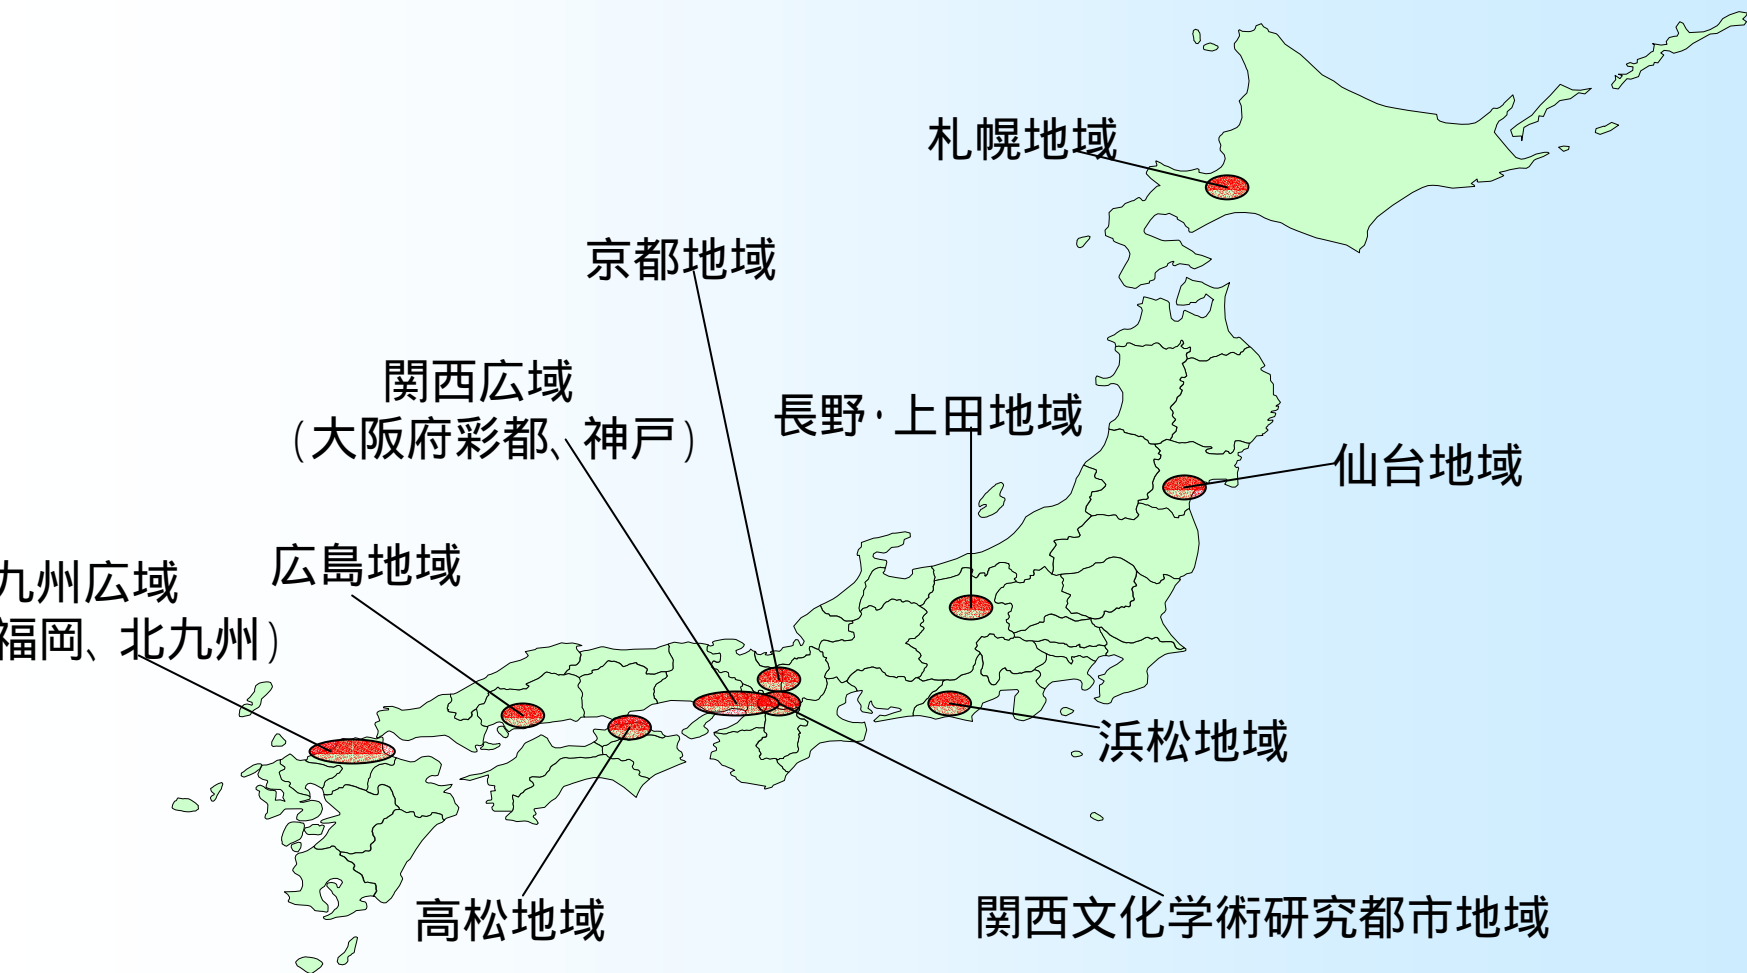 札幌地域
京都地域
関西広域
（大阪府彩都、神戸）
長野・上田地域
仙台地域
広島地域
九州広域
福岡、北九州）
浜松地域
高松地域
関西文化学術研究都市地域